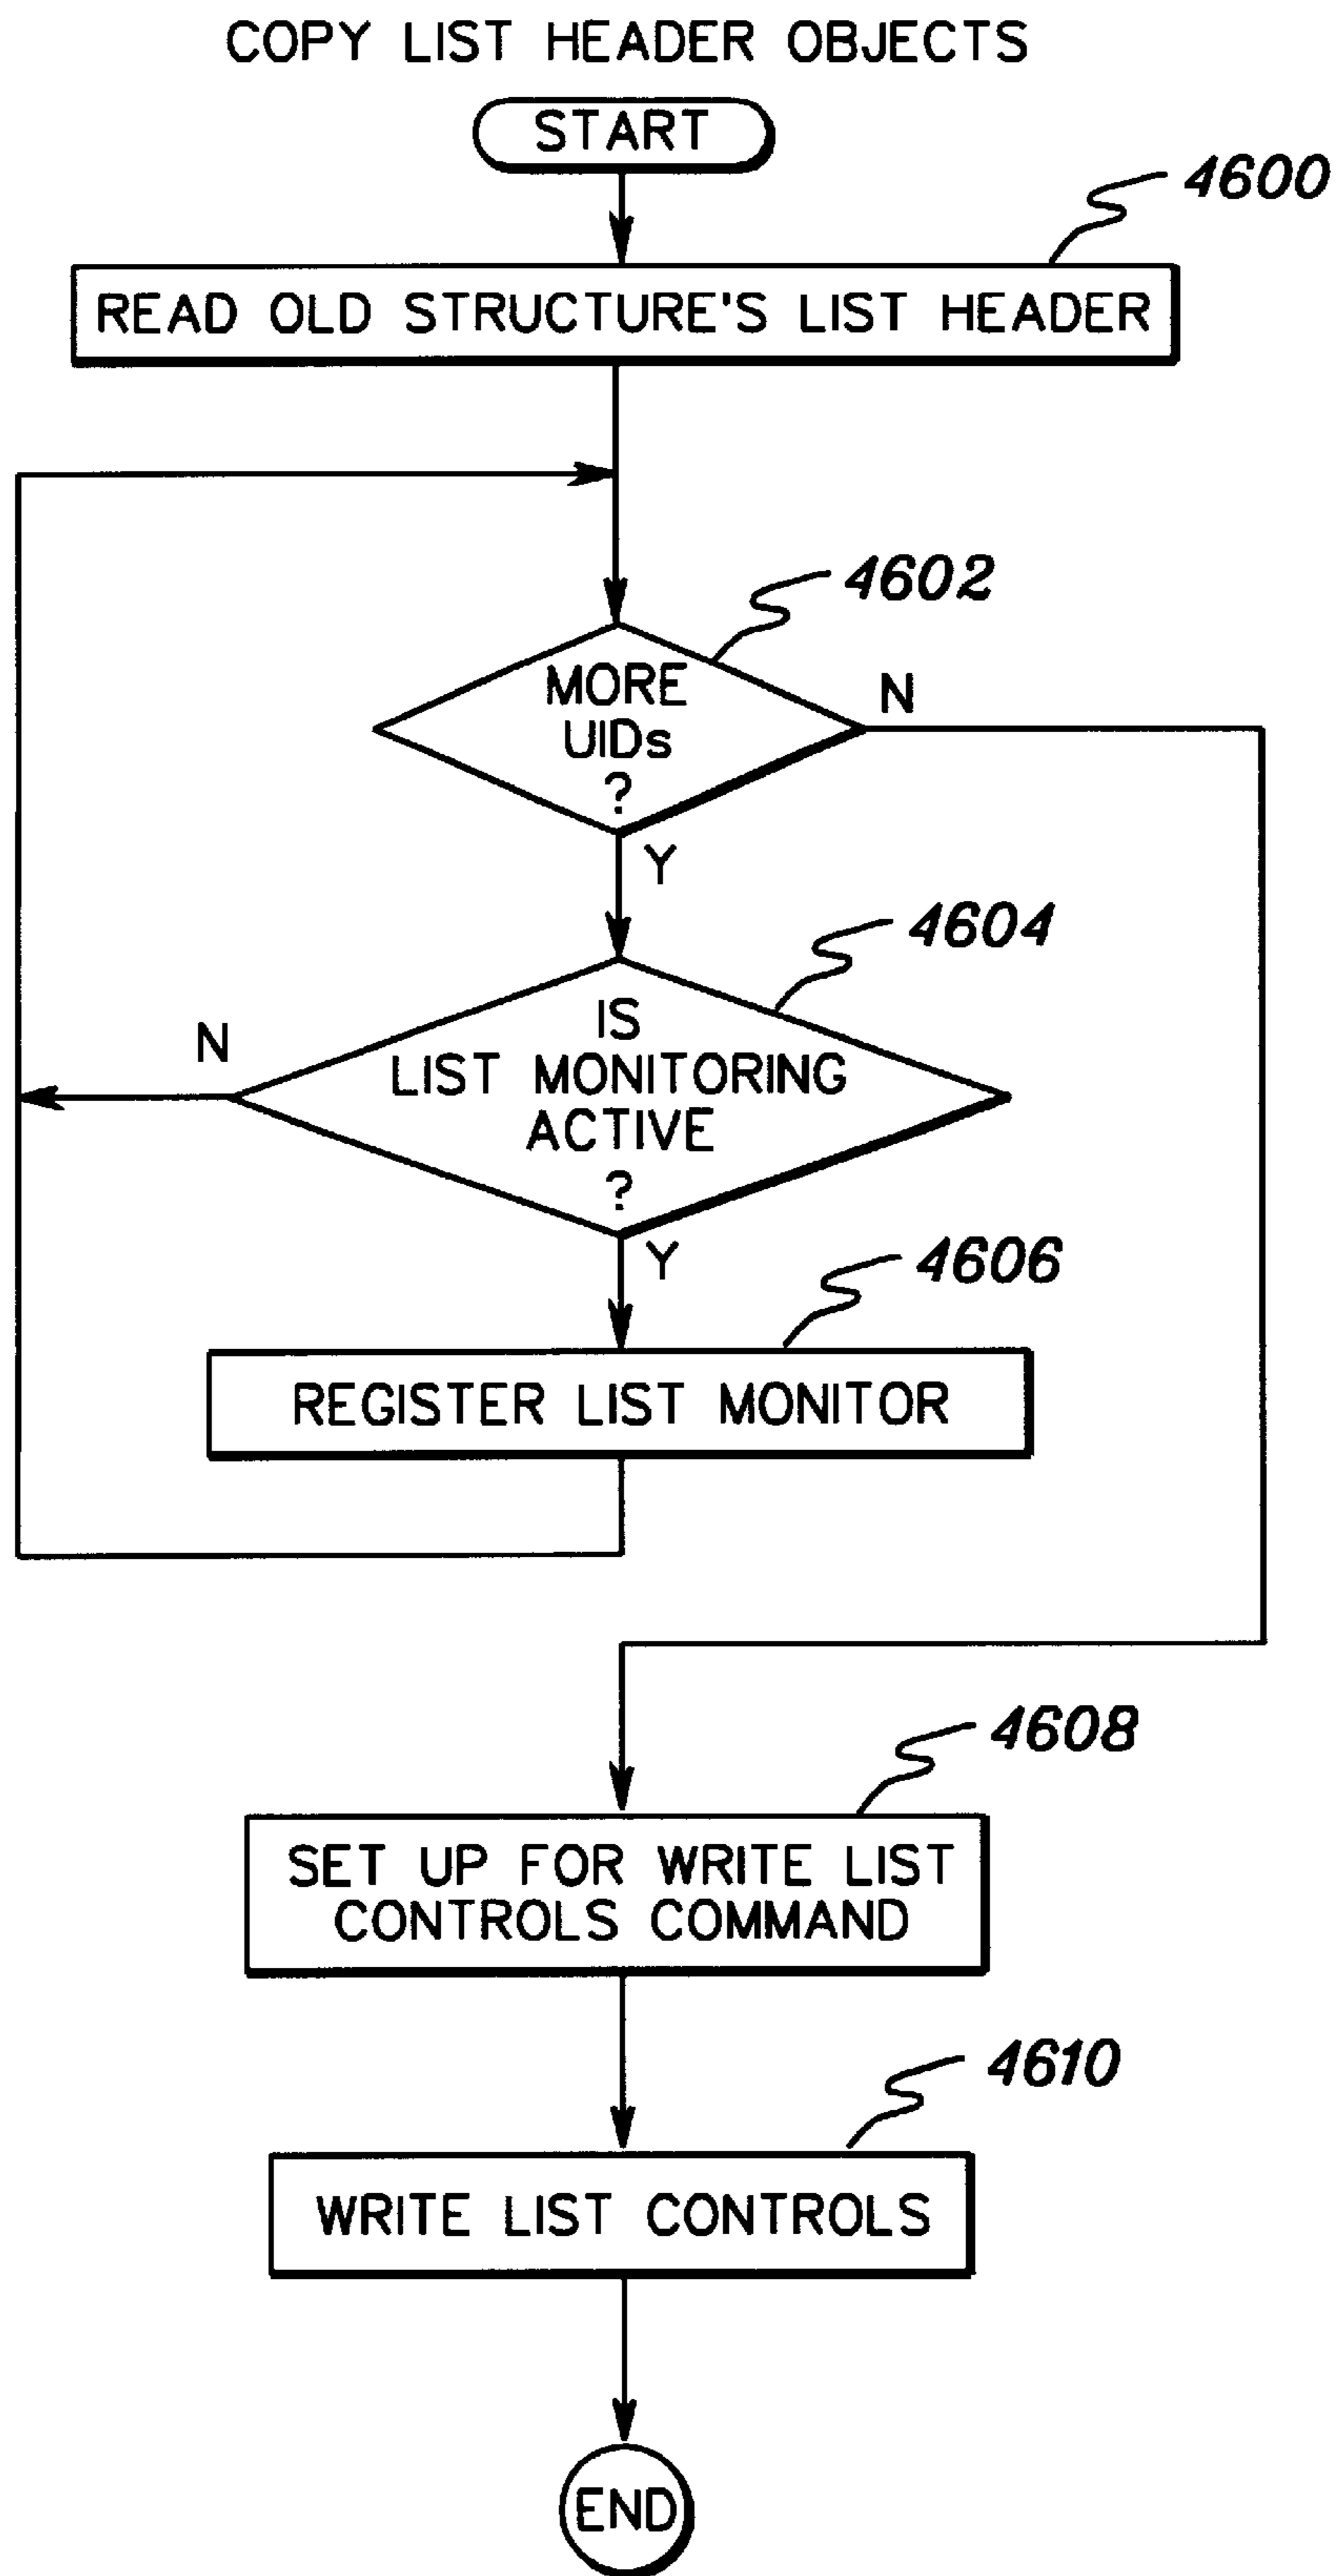 COPY LIST HEADER OBJECTS
START
4600
READ OLD STRUCTURE'S LIST HEADER
4602
MORE
UIDs
?
N
Y
4604
IS
LIST MONITORING
ACTIVE
?
N
Y
4606
REGISTER LIST MONITOR
4608
SET UP FOR WRITE LIST
CONTROLS COMMAND
4610
WRITE LIST CONTROLS
END